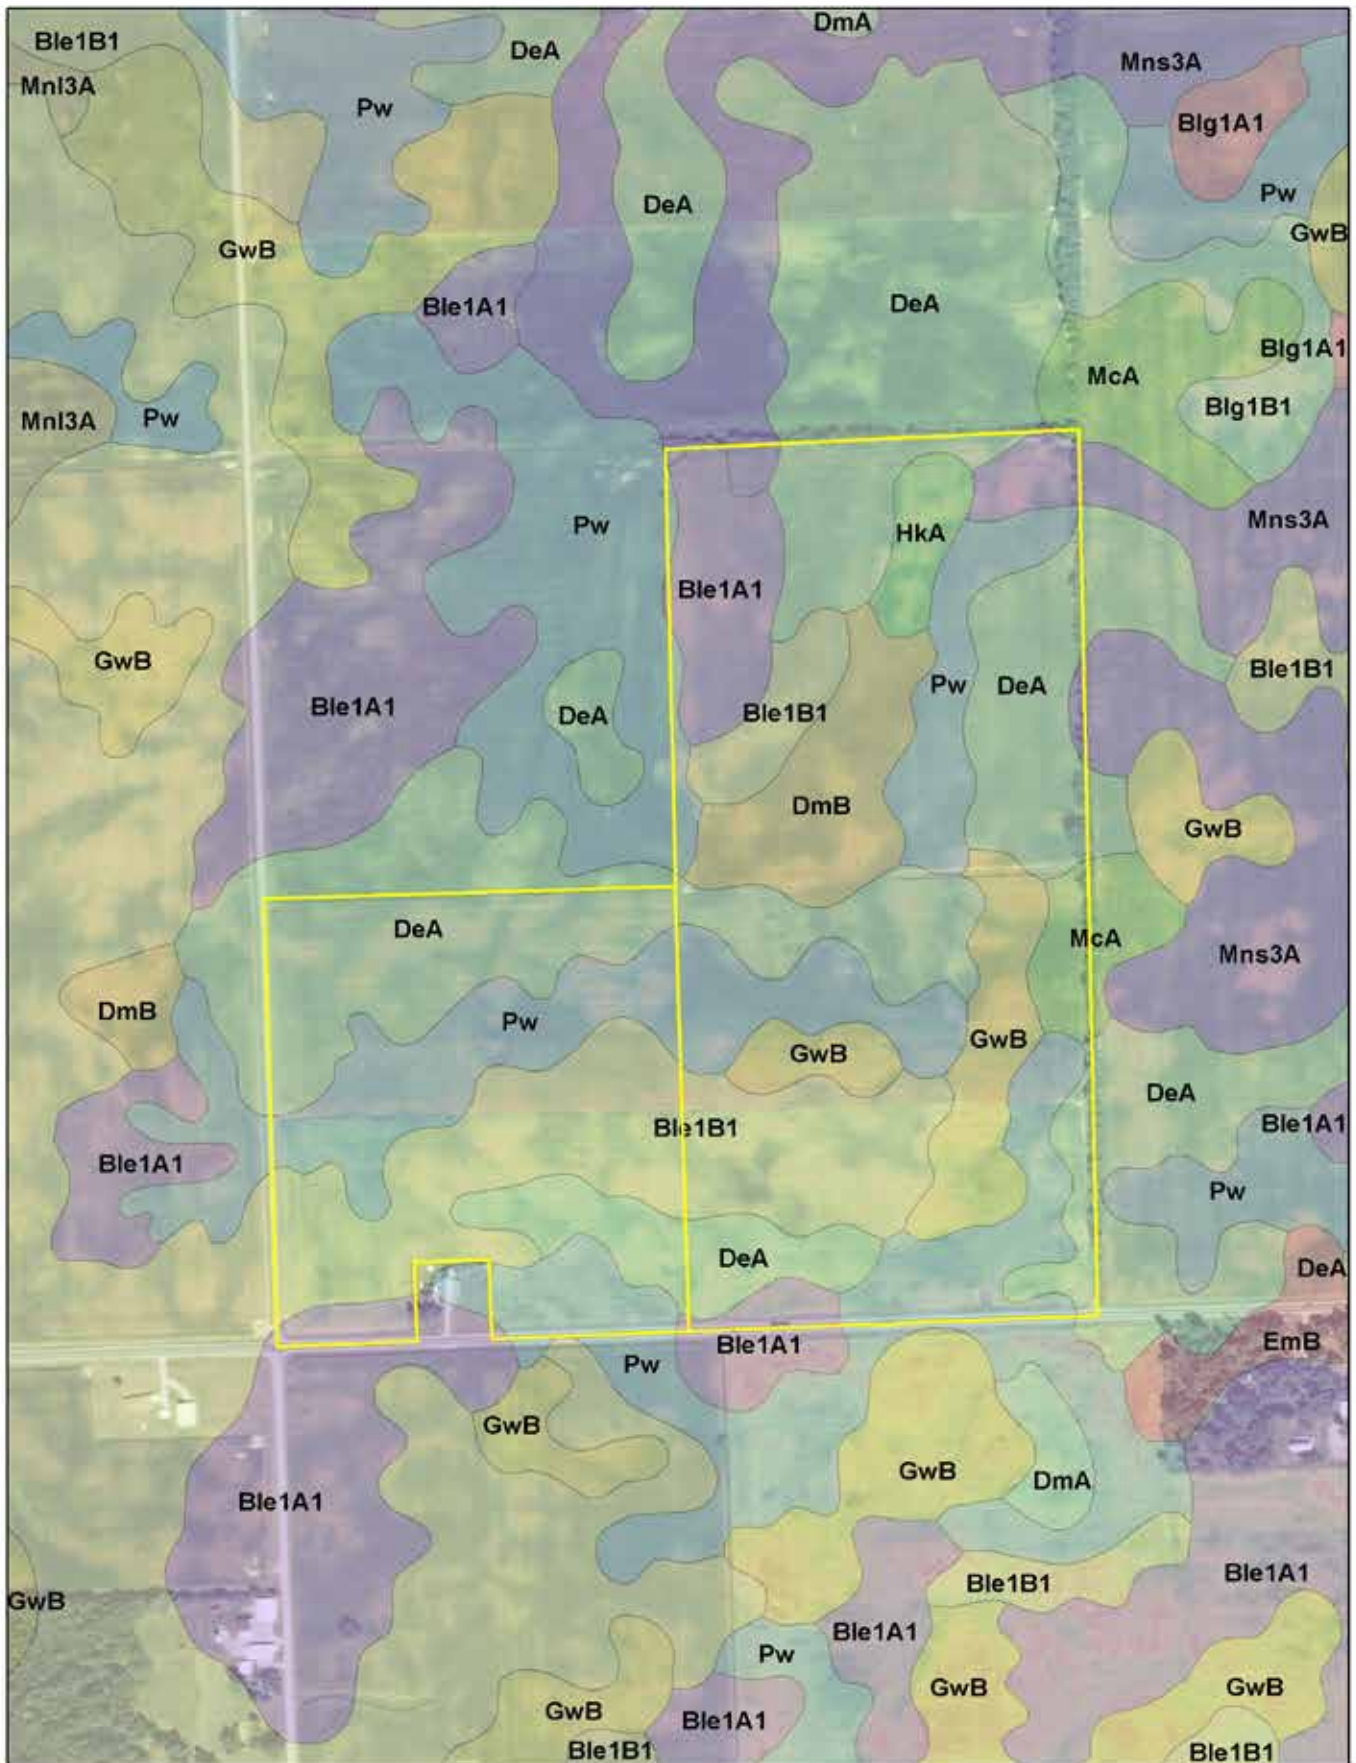 DmA
Ble1B1
DeA
Mns3A
Mnl3A
Pw
Blg1A1
Pw
DeA
GwB
GwB
Ble1A1
DeA
Blg1A1
McA
Blg1B1
Mnl3A
Pw
Pw
Mns3A
HkA
Ble1A1
GwB
Ble1B1
Pw
DeA
Ble1A1
DeA
Ble1B1
DmB
GwB
DeA
McA
Mns3A
DmB
Pw
GwB
GwB
DeA
Ble1B1
Ble1A1
Ble1A1
Pw
DeA
DeA
EmB
Ble1A1
Pw
GwB
GwB
DmA
Ble1A1
Ble1A1
Ble1B1
GwB
Ble1A1
Pw
GwB
GwB
GwB
Ble1A1
Ble1B1
Ble1B1